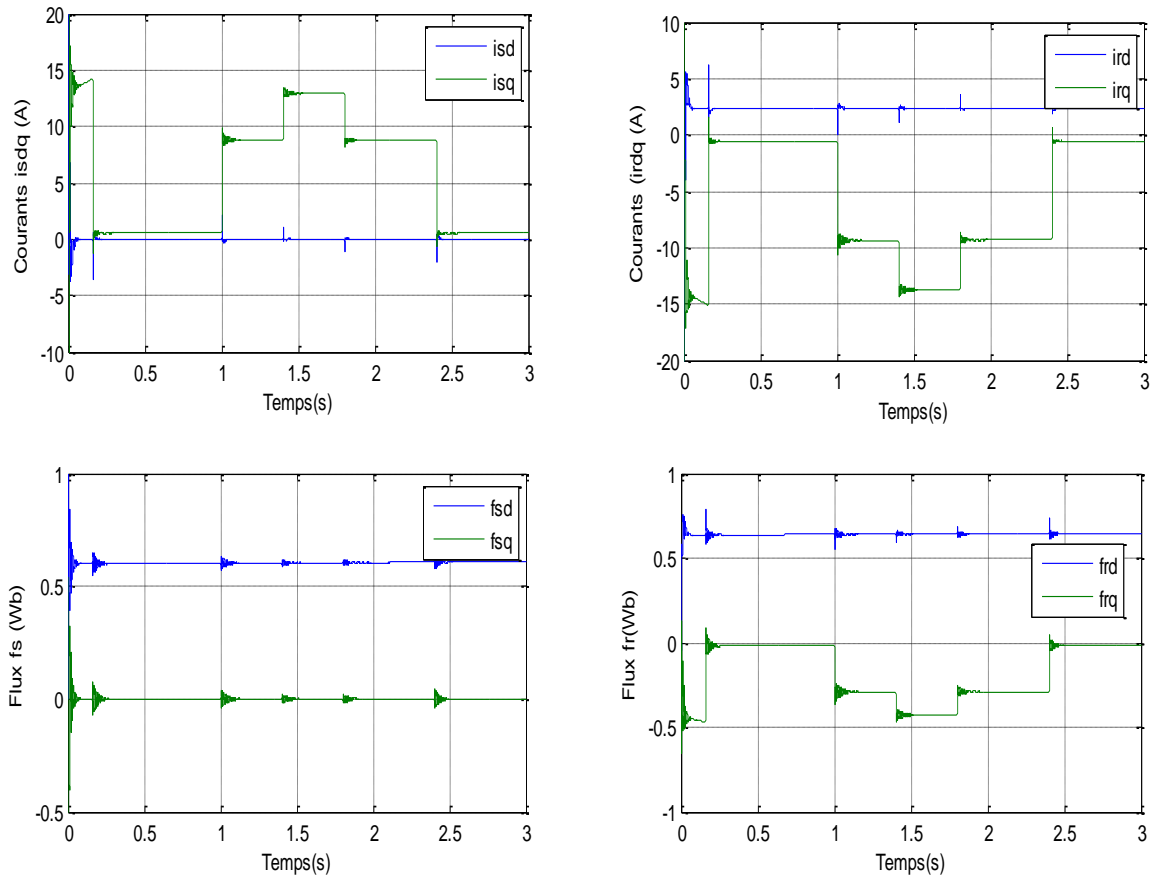 20
15
10
5
0
-5
-10
Courants isdq (A)
isd
isq
0 0.5 1 1.5 2 2.5 3
Temps(s)
10
5
0
-5
-10
-15
-20
Courants (irdq (A)
ird
irq
0 0.5 1 1.5 2 2.5 3
Temps(s)
1
0.5
0
-0.5
Flux fs (Wb)
fsd
fsq
0 0.5 1 1.5 2 2.5 3
Temps(s)
1
0.5
0
-0.5
-1
Flux fr(Wb)
frd
frq
0 0.5 1 1.5 2 2.5 3
Temps(s)